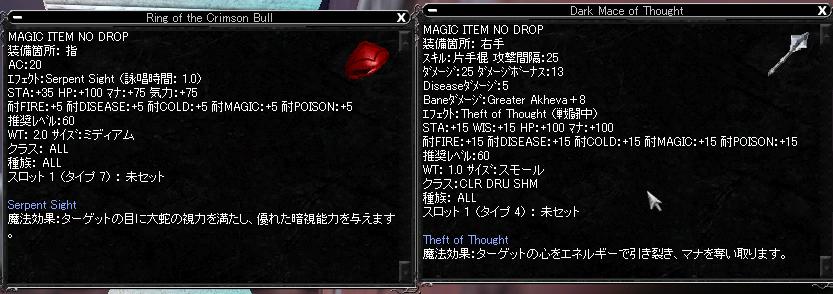 Ring of the Crimson Bull
MAGIC ITEM NO DROP
装備箇所: 指
AC:20
ｴﾌｪｸﾄ:Serpent Sight (詠唱時間: 1.0)
STA:+35 HP:+100 マナ:+75 気力:+75
耐FIRE:+5 耐DISEASE:+5 耐COLD:+5 耐MAGIC:+5 耐POISON:+5
推奨ﾚﾍﾞﾙ:60
WT: 2.0 サイズ:ミディアム
クラス: ALL
種族: ALL
スロット 1 (タイプ 7) : 未セット
Serpent Sight
魔法効果:ターゲットの目に大蛇の視力を満たし、優れた暗視能力を与えます
。
Dark Mace of Thought
MAGIC ITEM NO DROP
装備箇所: 右手
スキル:片手棍 攻撃間隔:25
ﾀﾞﾒｰｼﾞ:25 ﾀﾞﾒｰｼﾞﾎﾞｰﾅｽ:13
Diseaseﾀﾞﾒｰｼﾞ:5
Baneﾀﾞﾒｰｼﾞ:Greater Akheva＋8
ｴﾌｪｸﾄ:Theft of Thought (戦闘中)
STA:+15 WIS:+15 HP:+100 マナ:+100
耐FIRE:+15 耐DISEASE:+15 耐COLD:+15 耐MAGIC:+15 耐POISON:+15
推奨ﾚﾍﾞﾙ:60
WT: 1.0 サイズ:スモール
クラス:CLR DRU SHM
種族: ALL
スロット 1 (タイプ 4) : 未セット
Theft of Thought
魔法効果:ターゲットの心をエネルギーで引き裂き、マナを奪い取ります。